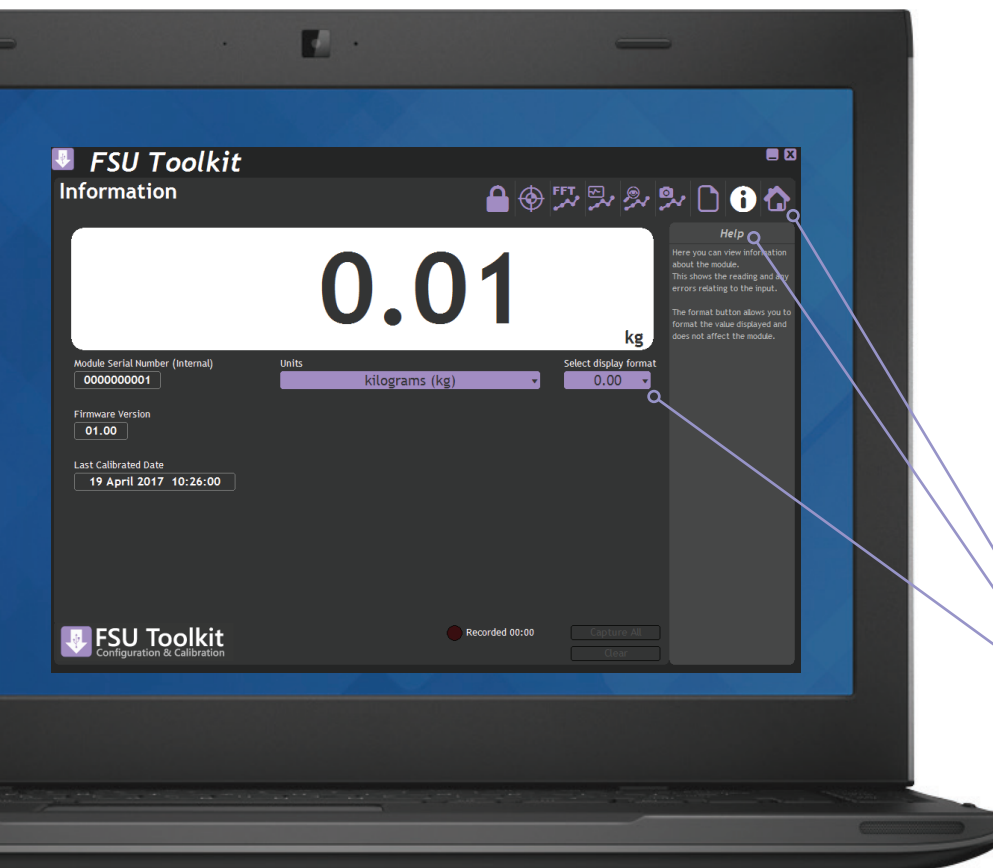 FSU Toolkit
X
Information
FFT
Help
Here you can view information
about the module.
This shows the reading and any
errors relating to the input.
The format button allows you to
format the value displayed and
does not affect the module.
0.01
kg
Module Serial Number (Internal)
0000000001
Units
kilograms (kg)
Select display format
0.00
Firmware Version
01.00
Last Calibrated Date
19 April 2017 10:26:00
FSU Toolkit
Configuration & Calibration
Recorded 00:00
Capture All
Clear